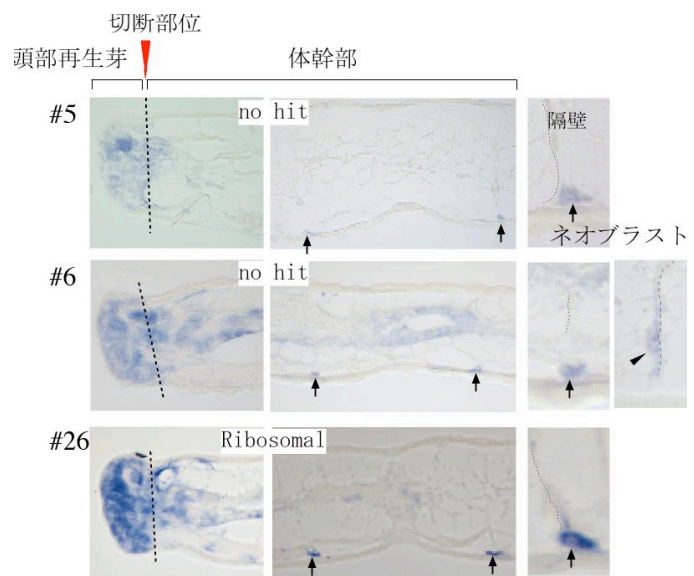 切断部位
頭部再生芽
体幹部
#5
no hit
隔壁
ネオブラスト
#6
no hit
#26
Ribosomal